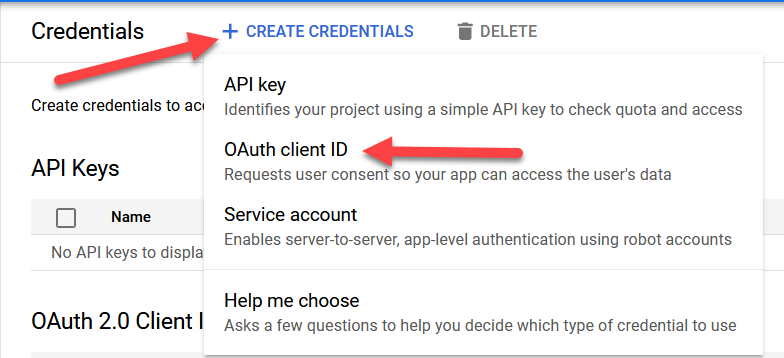 Credentials
+ CREATE CREDENTIALS
DELETE
API key
Identifies your project using a simple API key to check quota and access
Create credentials to acc
OAuth client ID
Requests user consent so your app can access the user's data
API Keys
Service account
Name
Enables server-to-server, app-level authentication using robot accounts
No API keys to displa
Help me choose
OAuth 2.0 Client I
Asks a few questions to help you decide which type of credential to use